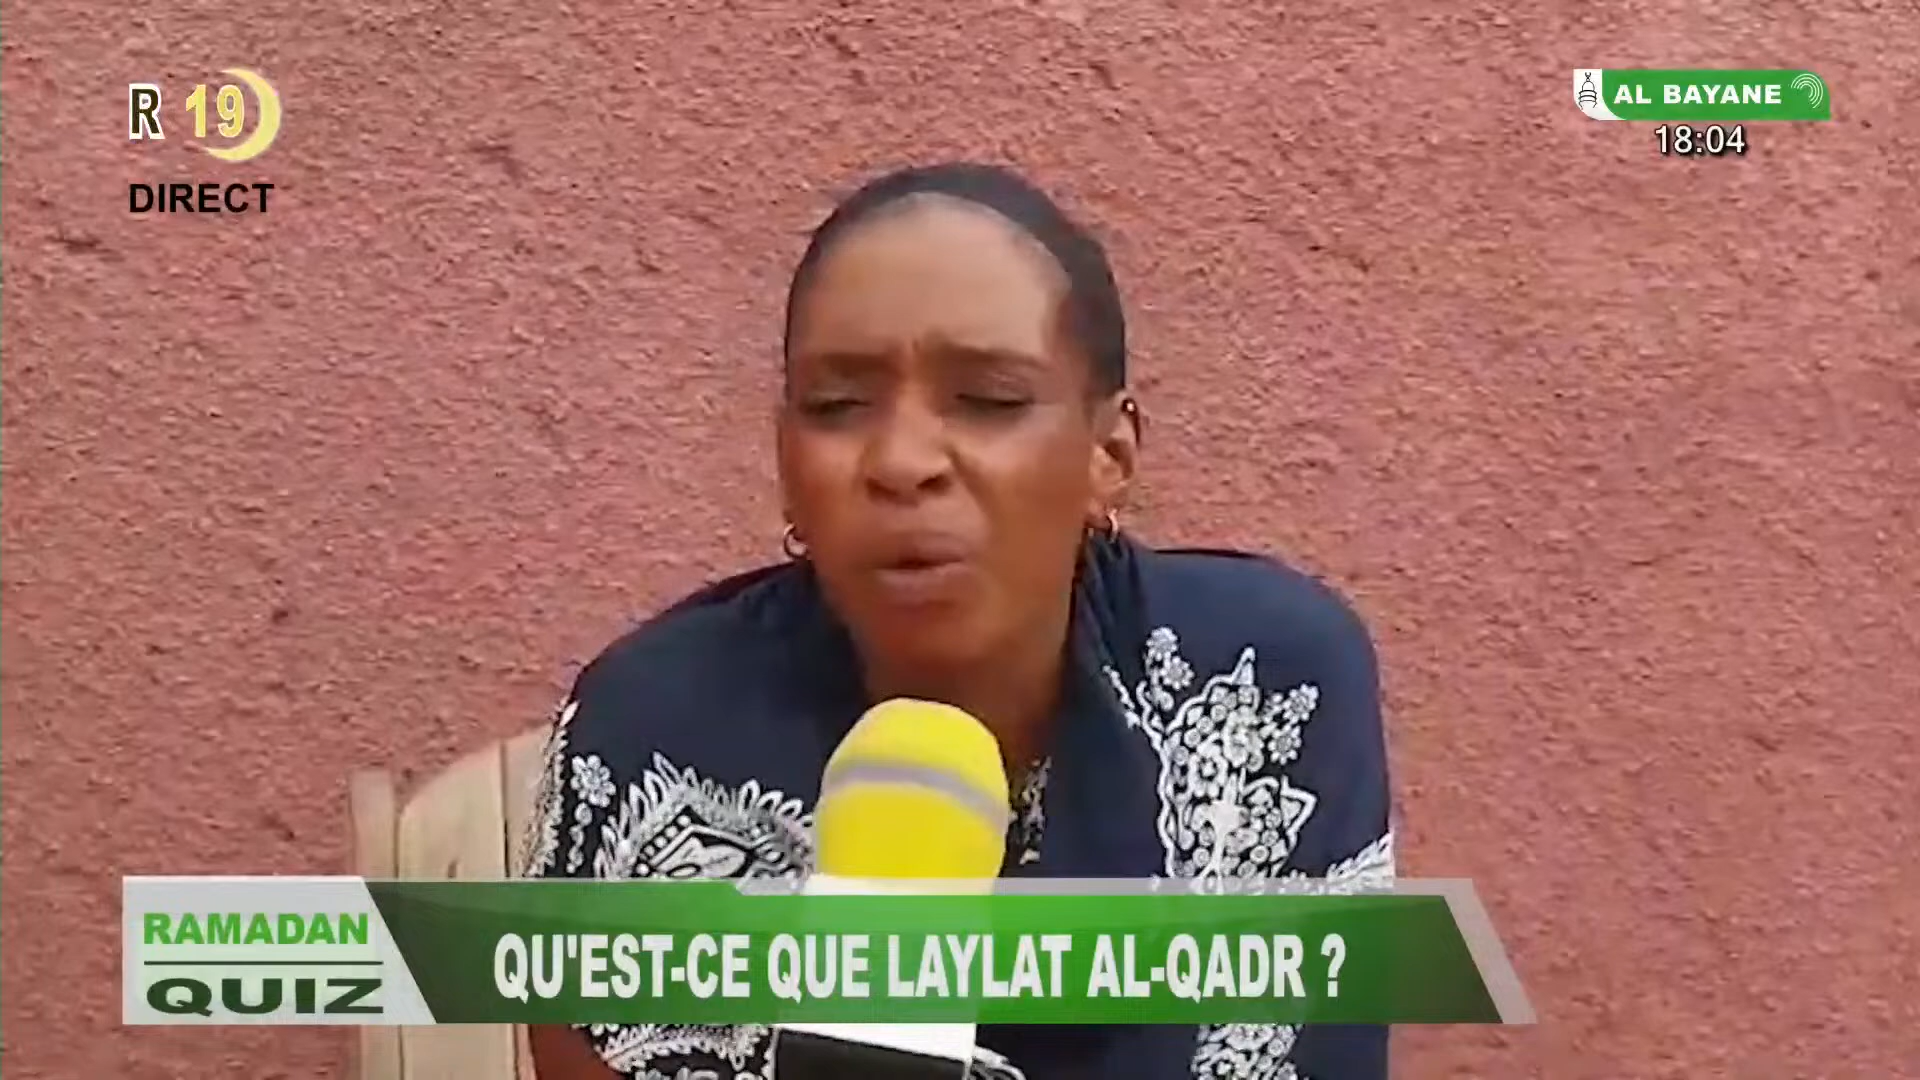 R 19
DIRECT
AL BAYANE
18:04
RAMADAN
QUIZ
QU'EST-CE QUE LAYLAT AL-QADR ?